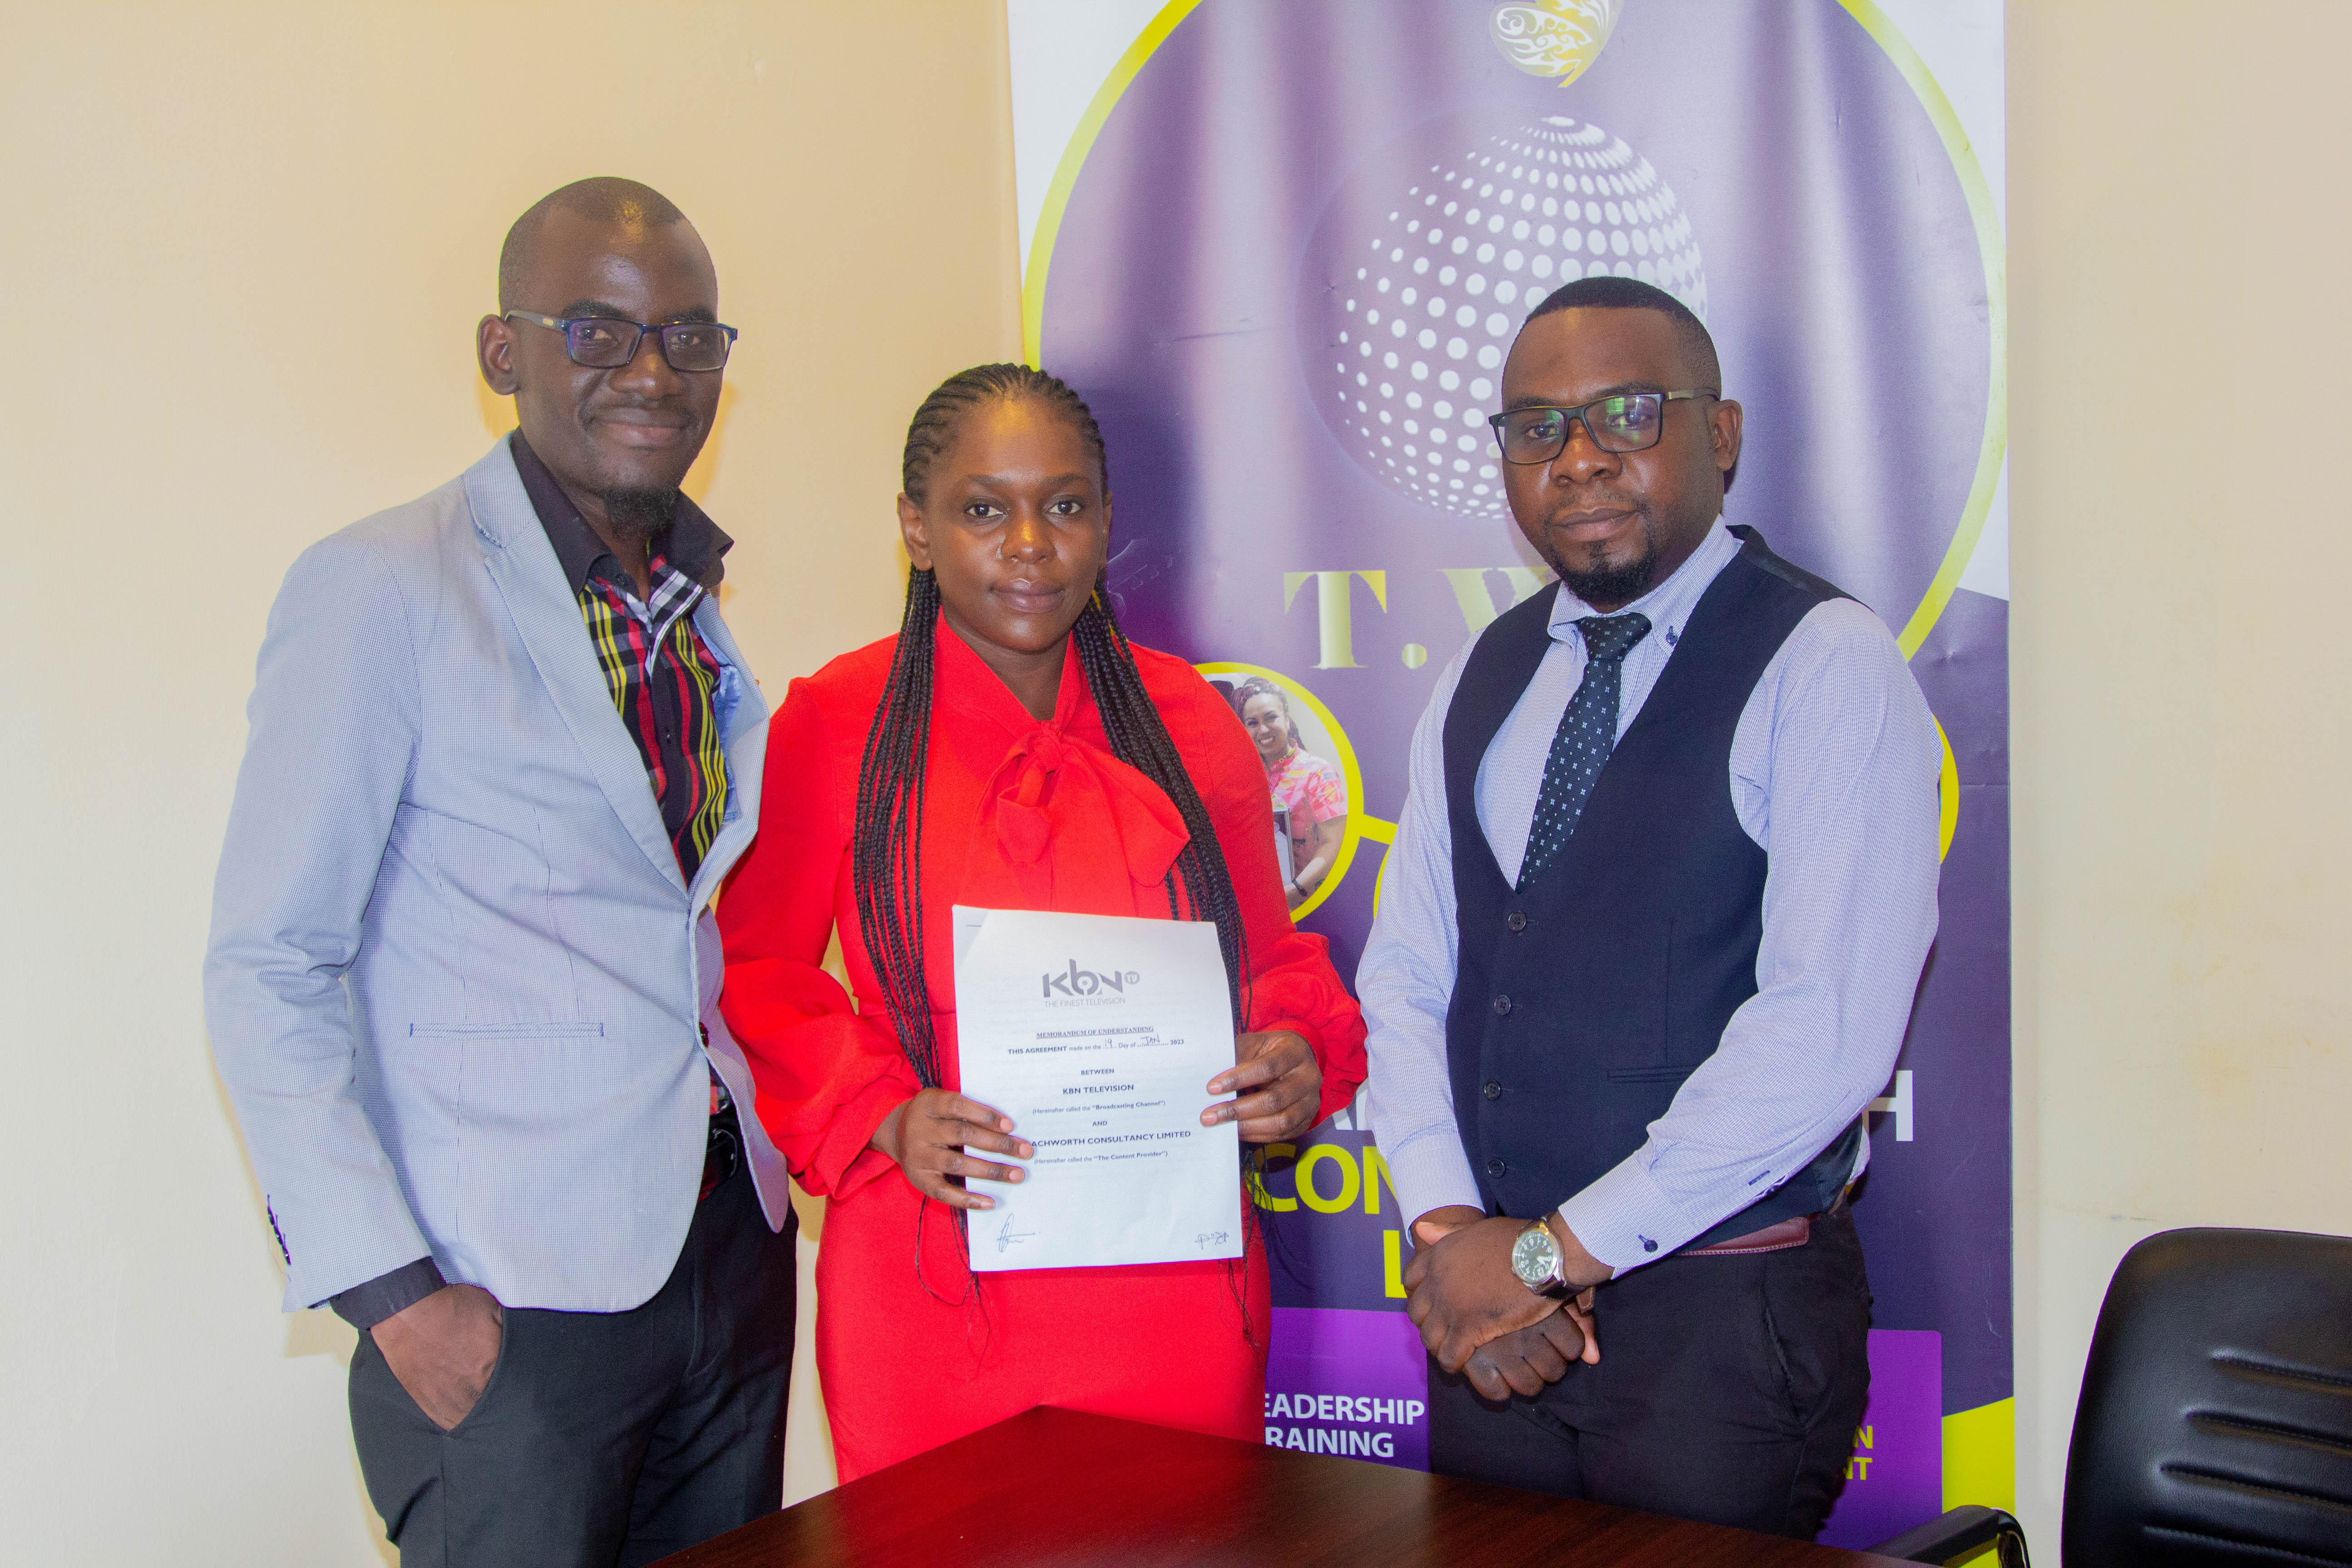 T.W
KbN TV
THE FINEST TELEVISION
MEMORANDUM OF UNDERSTANDING
THIS AGREEMENT made on the 19 Day of JAN 2023
BETWEEN
KBN TELEVISION
(Hereinafter called the "Broadcasting Channel")
AND
ACHWORTH CONSULTANCY LIMITED
(Hereinafter called the "The Content Provider")
H
CON
L
EADERSHIP
RAINING
N
NT